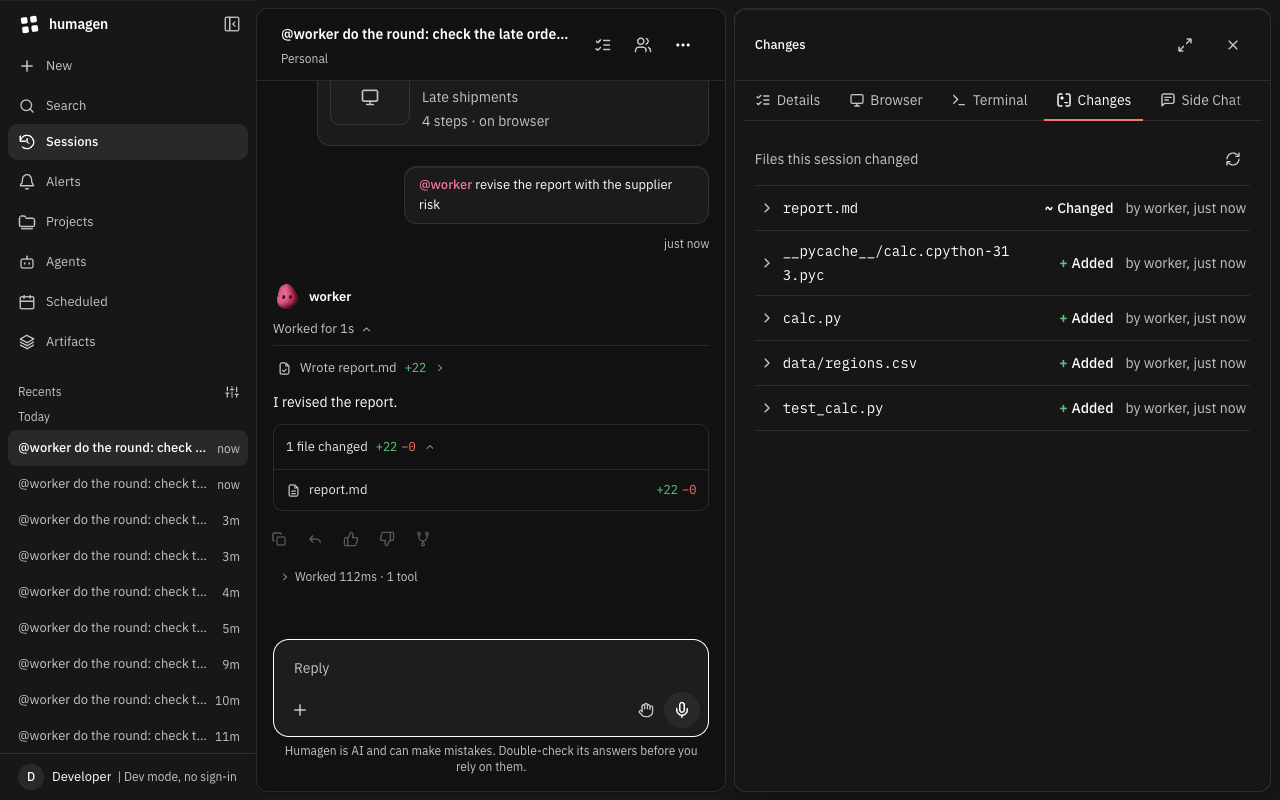 humagen
New
Search
Sessions
Alerts
Projects
Agents
Scheduled
Artifacts
Recents
Today
@worker do the round: check ... now
@worker do the round: check t... now
@worker do the round: check t... 3m
@worker do the round: check t... 3m
@worker do the round: check t... 4m
@worker do the round: check t... 5m
@worker do the round: check t... 9m
@worker do the round: check t... 10m
@worker do the round: check t... 11m
D Developer | Dev mode, no sign-in
@worker do the round: check the late orde...
Personal
Late shipments
4 steps · on browser
@worker revise the report with the supplier
risk
just now
worker
Worked for 1s
Wrote report.md +22
I revised the report.
1 file changed +22 −0
report.md +22 −0
Worked 112ms · 1 tool
Reply
Humagen is AI and can make mistakes. Double-check its answers before you
rely on them.
Changes
Details Browser Terminal Changes Side Chat
Files this session changed
report.md ~ Changed by worker, just now
__pycache__/calc.cpython-31
3.pyc + Added by worker, just now
calc.py + Added by worker, just now
data/regions.csv + Added by worker, just now
test_calc.py + Added by worker, just now